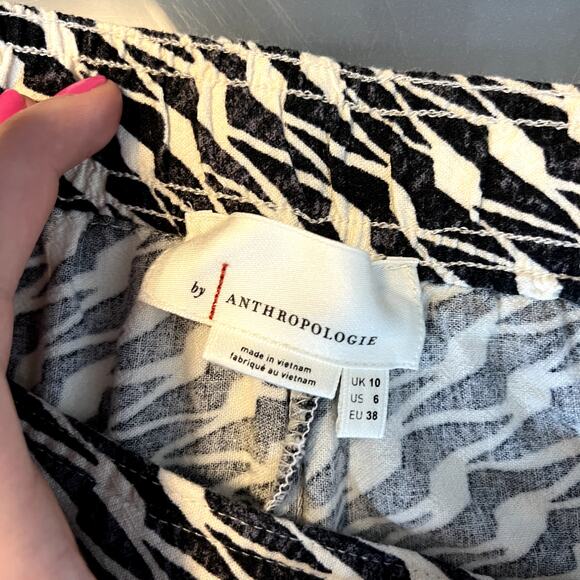 by ANTHROPOLOGIE
made in vietnam
fabriqué au vietnam
UK 10
US 6
EU 38